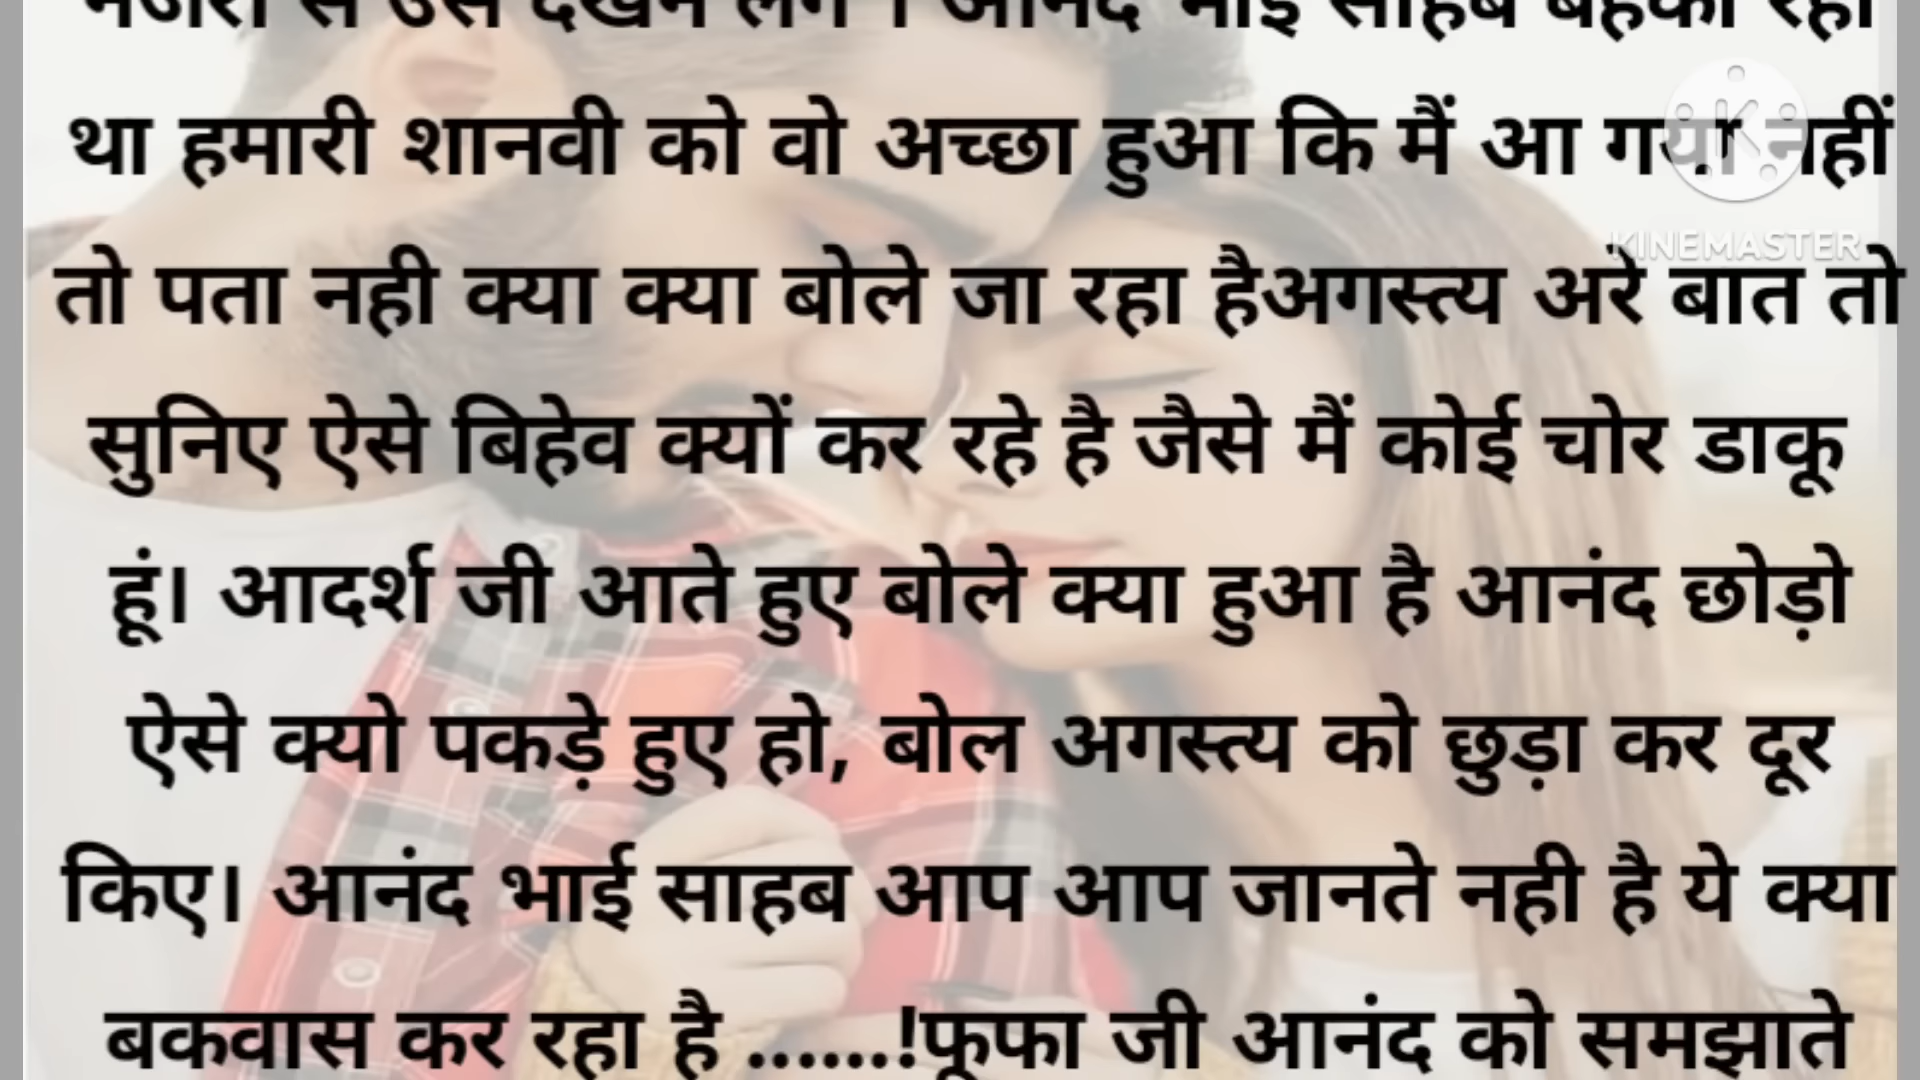 नजरों से उसे देखने लगे । आनंद भाई साहब बहका रहा
था हमारी शानवी को वो अच्छा हुआ कि मैं आ गया नहीं
KINEMASTER
तो पता नही क्या क्या बोले जा रहा हैअगस्त्य अरे बात तो
सुनिए ऐसे बिहेव क्यों कर रहे है जैसे मैं कोई चोर डाकू
हूं। आदर्श जी आते हुए बोले क्या हुआ है आनंद छोड़ो
ऐसे क्यो पकड़े हुए हो, बोल अगस्त्य को छुड़ा कर दूर
किए। आनंद भाई साहब आप आप जानते नही है ये क्या
बकवास कर रहा है ......!फूफा जी आनंद को समझाते